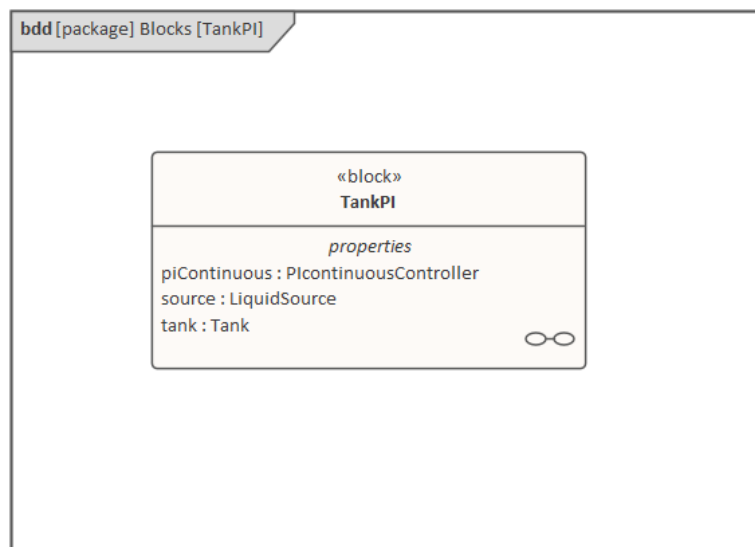 bdd [package] Blocks [TankPI]
«block»
TankPI
properties
piContinuous : PIcontinuousController
source : LiquidSource
tank : Tank